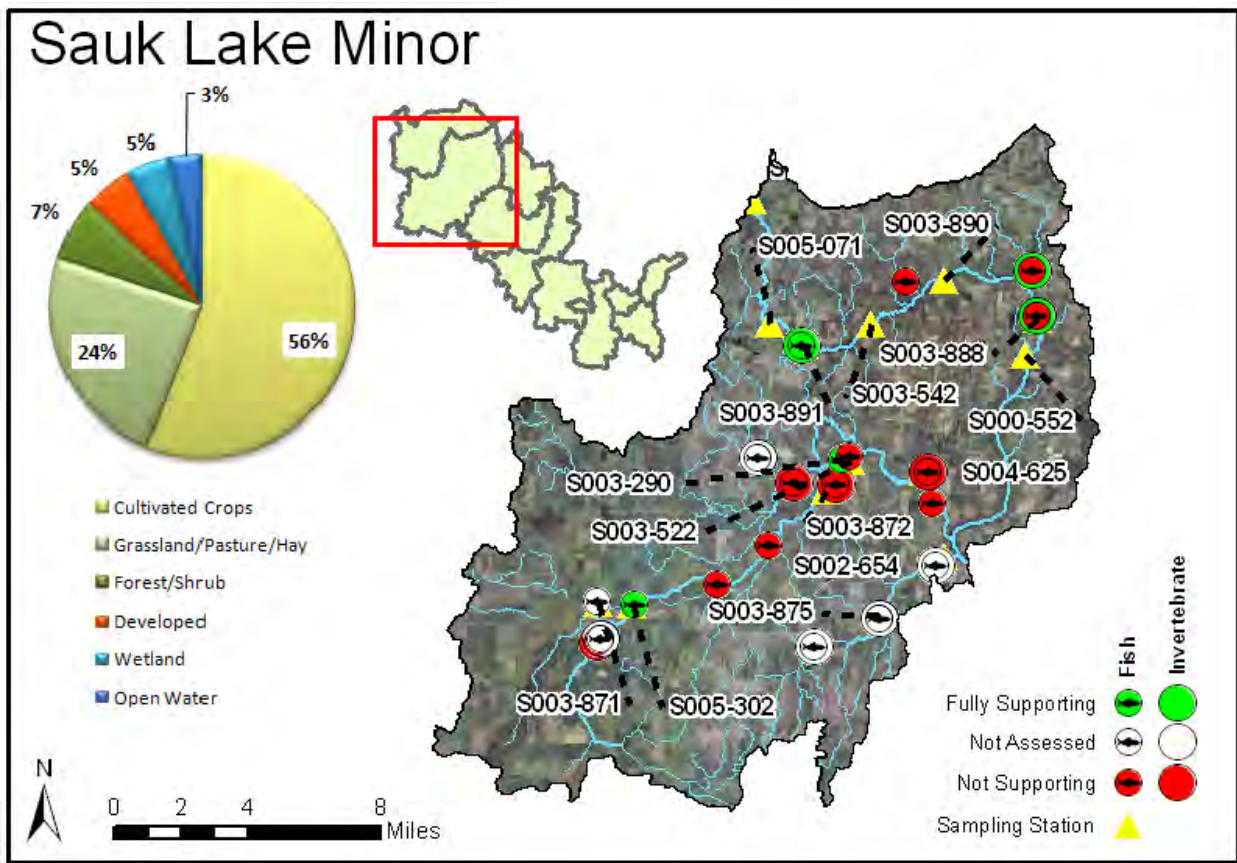 Sauk Lake Minor
3%
5%
5%
7%
24%
56%
Cultivated Crops
Grassland/Pasture/Hay
Forest/Shrub
Developed
Wetland
Open Water
S005-071
S003-890
S003-888
S003-542
S000-552
S003-891
S003-290
S004-625
S003-522
S003-872
S002-654
S003-875
S003-871
S005-302
Fish
Invertebrate
Fully Supporting
Not Assessed
Not Supporting
Sampling Station
N
0 2 4 8
Miles